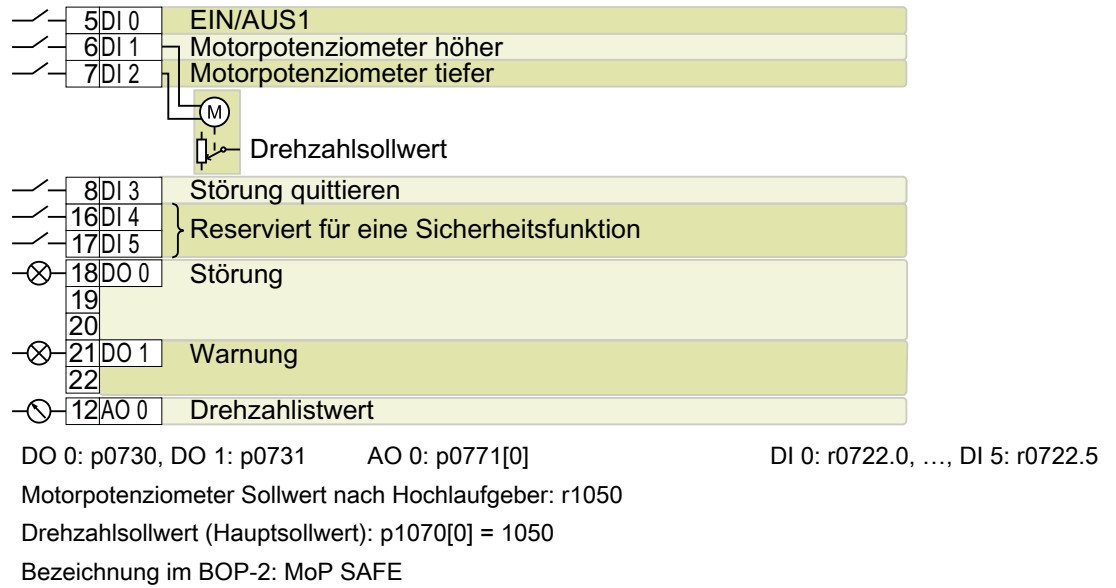 5 DI 0 EIN/AUS1
6 DI 1 Motorpotenziometer höher
7 DI 2 Motorpotenziometer tiefer
M
Drehzahlsollwert
8 DI 3 Störung quittieren
16 DI 4
Reserviert für eine Sicherheitsfunktion
17 DI 5
18 DO 0 Störung
19
20
21 DO 1 Warnung
22
12 AO 0 Drehzahlistwert
DO 0: p0730, DO 1: p0731 AO 0: p0771[0] DI 0: r0722.0, …, DI 5: r0722.5
Motorpotenziometer Sollwert nach Hochlaufgeber: r1050
Drehzahlsollwert (Hauptsollwert): p1070[0] = 1050
Bezeichnung im BOP-2: MoP SAFE